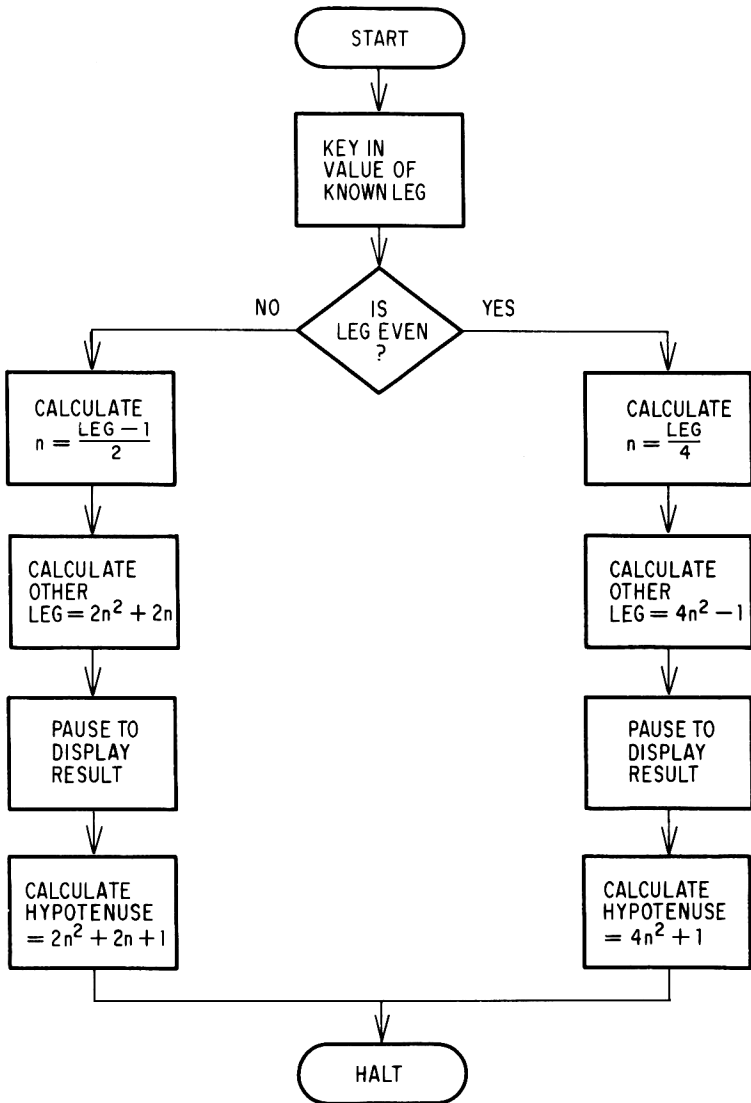 START
KEY IN
VALUE OF
KNOWN LEG
IS
LEG EVEN
?
NO
YES
CALCULATE
n = LEG — 1
2
CALCULATE
OTHER
LEG = 2n² + 2n
PAUSE TO
DISPLAY
RESULT
CALCULATE
HYPOTENUSE
= 2n² + 2n + 1
CALCULATE
n = LEG
4
CALCULATE
OTHER
LEG = 4n² — 1
PAUSE TO
DISPLAY
RESULT
CALCULATE
HYPOTENUSE
= 4n² + 1
HALT